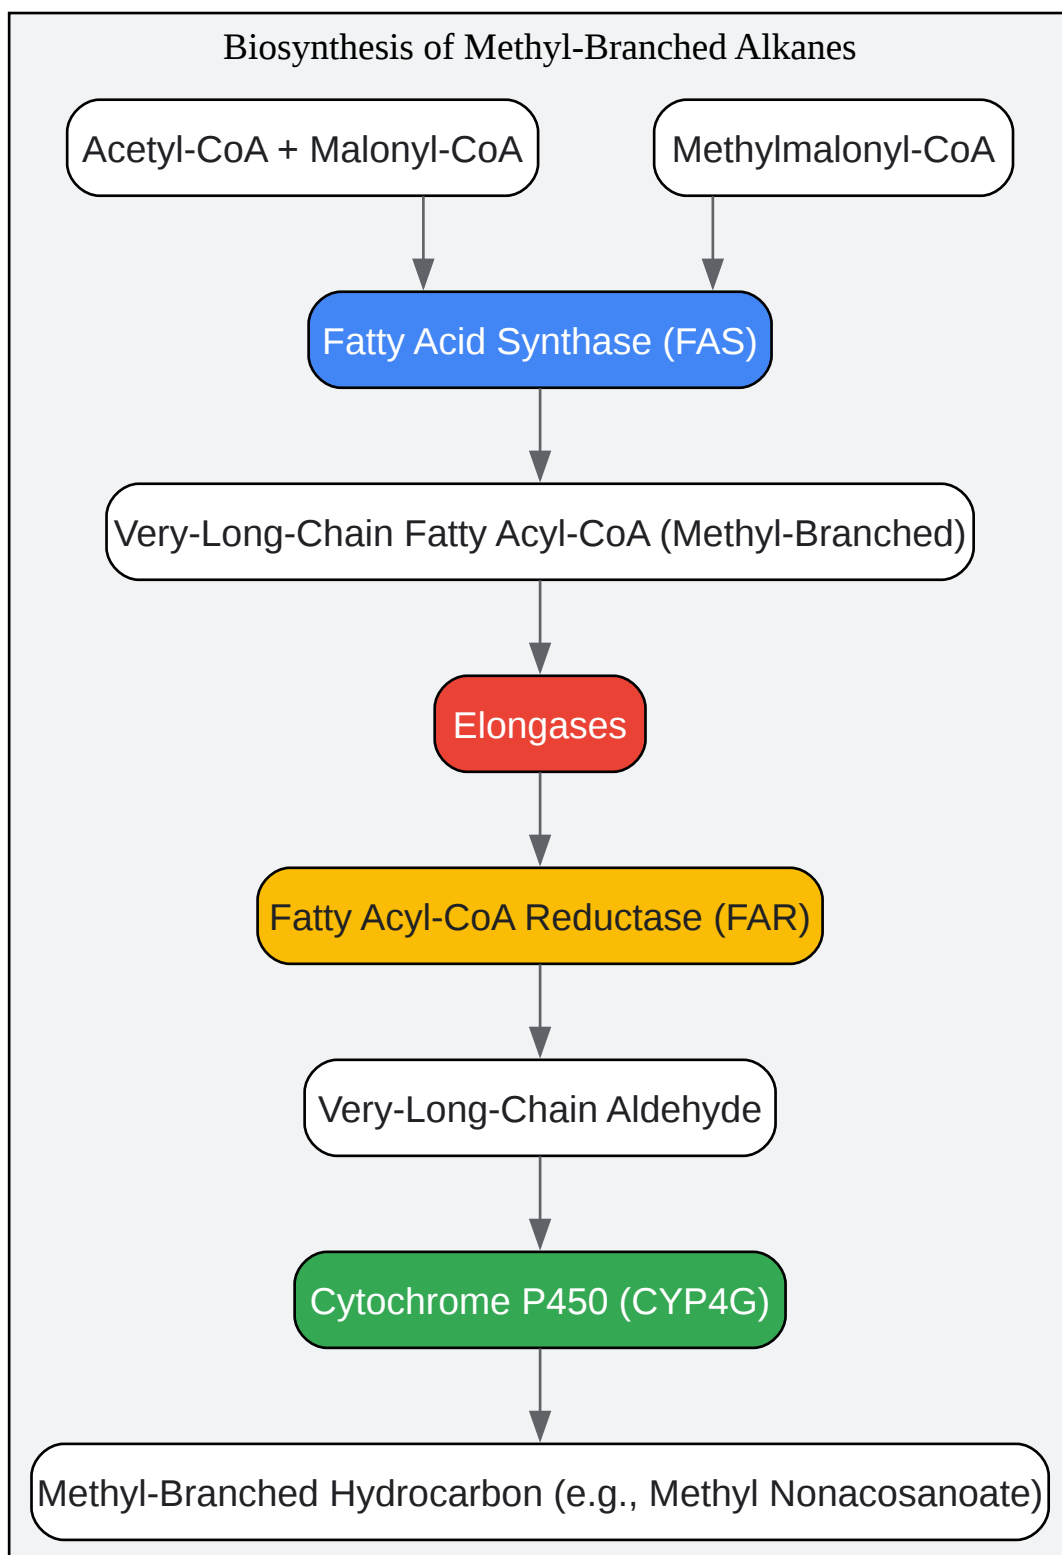 Biosynthesis of Methyl-Branched Alkanes
Acetyl-CoA + Malonyl-CoA
Methylmalonyl-CoA
Fatty Acid Synthase (FAS)
Very-Long-Chain Fatty Acyl-CoA (Methyl-Branched)
Elongases
Fatty Acyl-CoA Reductase (FAR)
Very-Long-Chain Aldehyde
Cytochrome P450 (CYP4G)
Methyl-Branched Hydrocarbon (e.g., Methyl Nonacosanoate)